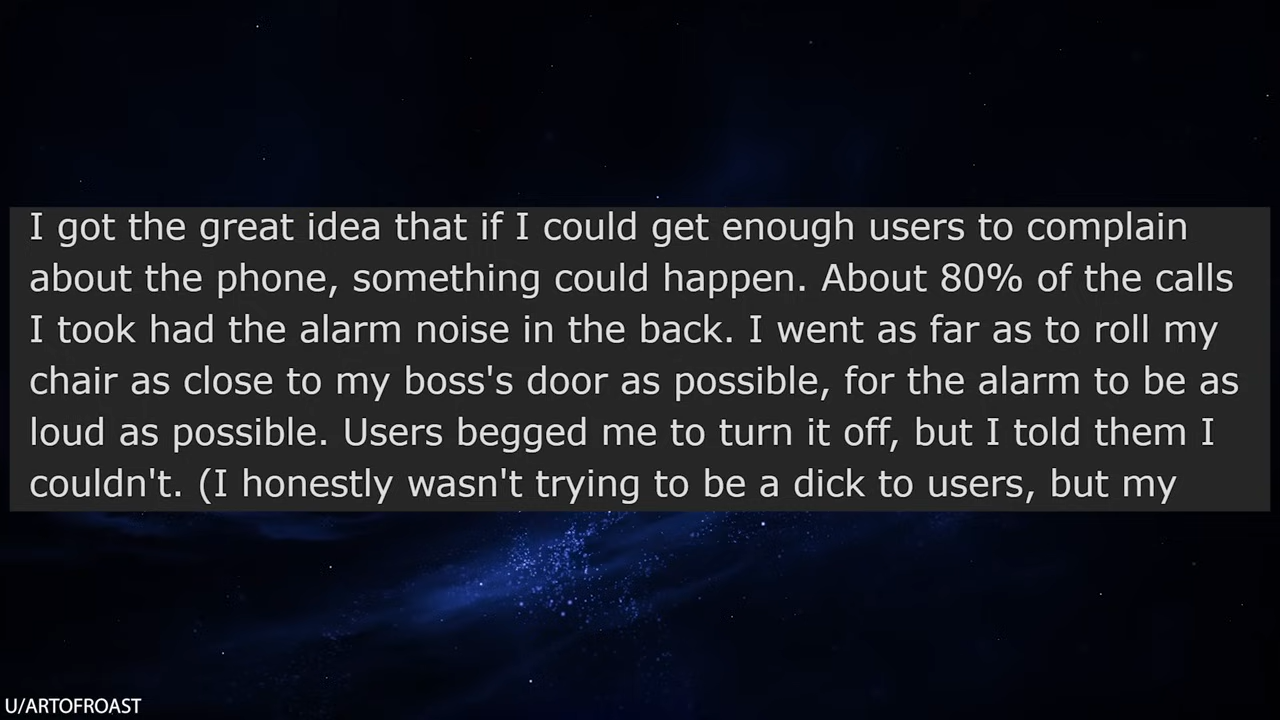 I got the great idea that if I could get enough users to complain
about the phone, something could happen. About 80% of the calls
I took had the alarm noise in the back. I went as far as to roll my
chair as close to my boss's door as possible, for the alarm to be as
loud as possible. Users begged me to turn it off, but I told them I
couldn't. (I honestly wasn't trying to be a dick to users, but my
U/ARTOFROAST